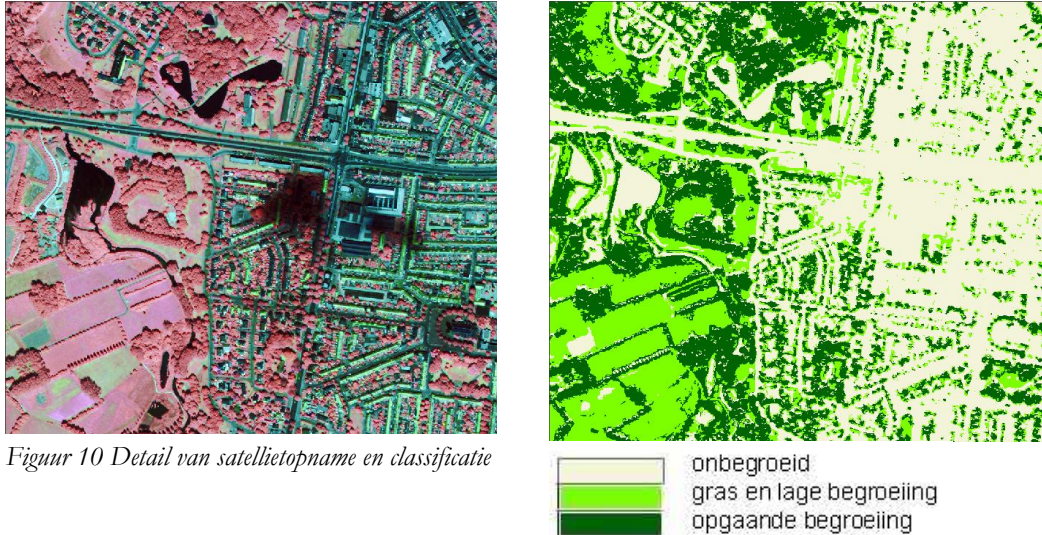 Figuur 10 Detail van satellietopname en classificatie
onbegroeid
gras en lage begroeiing
opgaande begroeiing